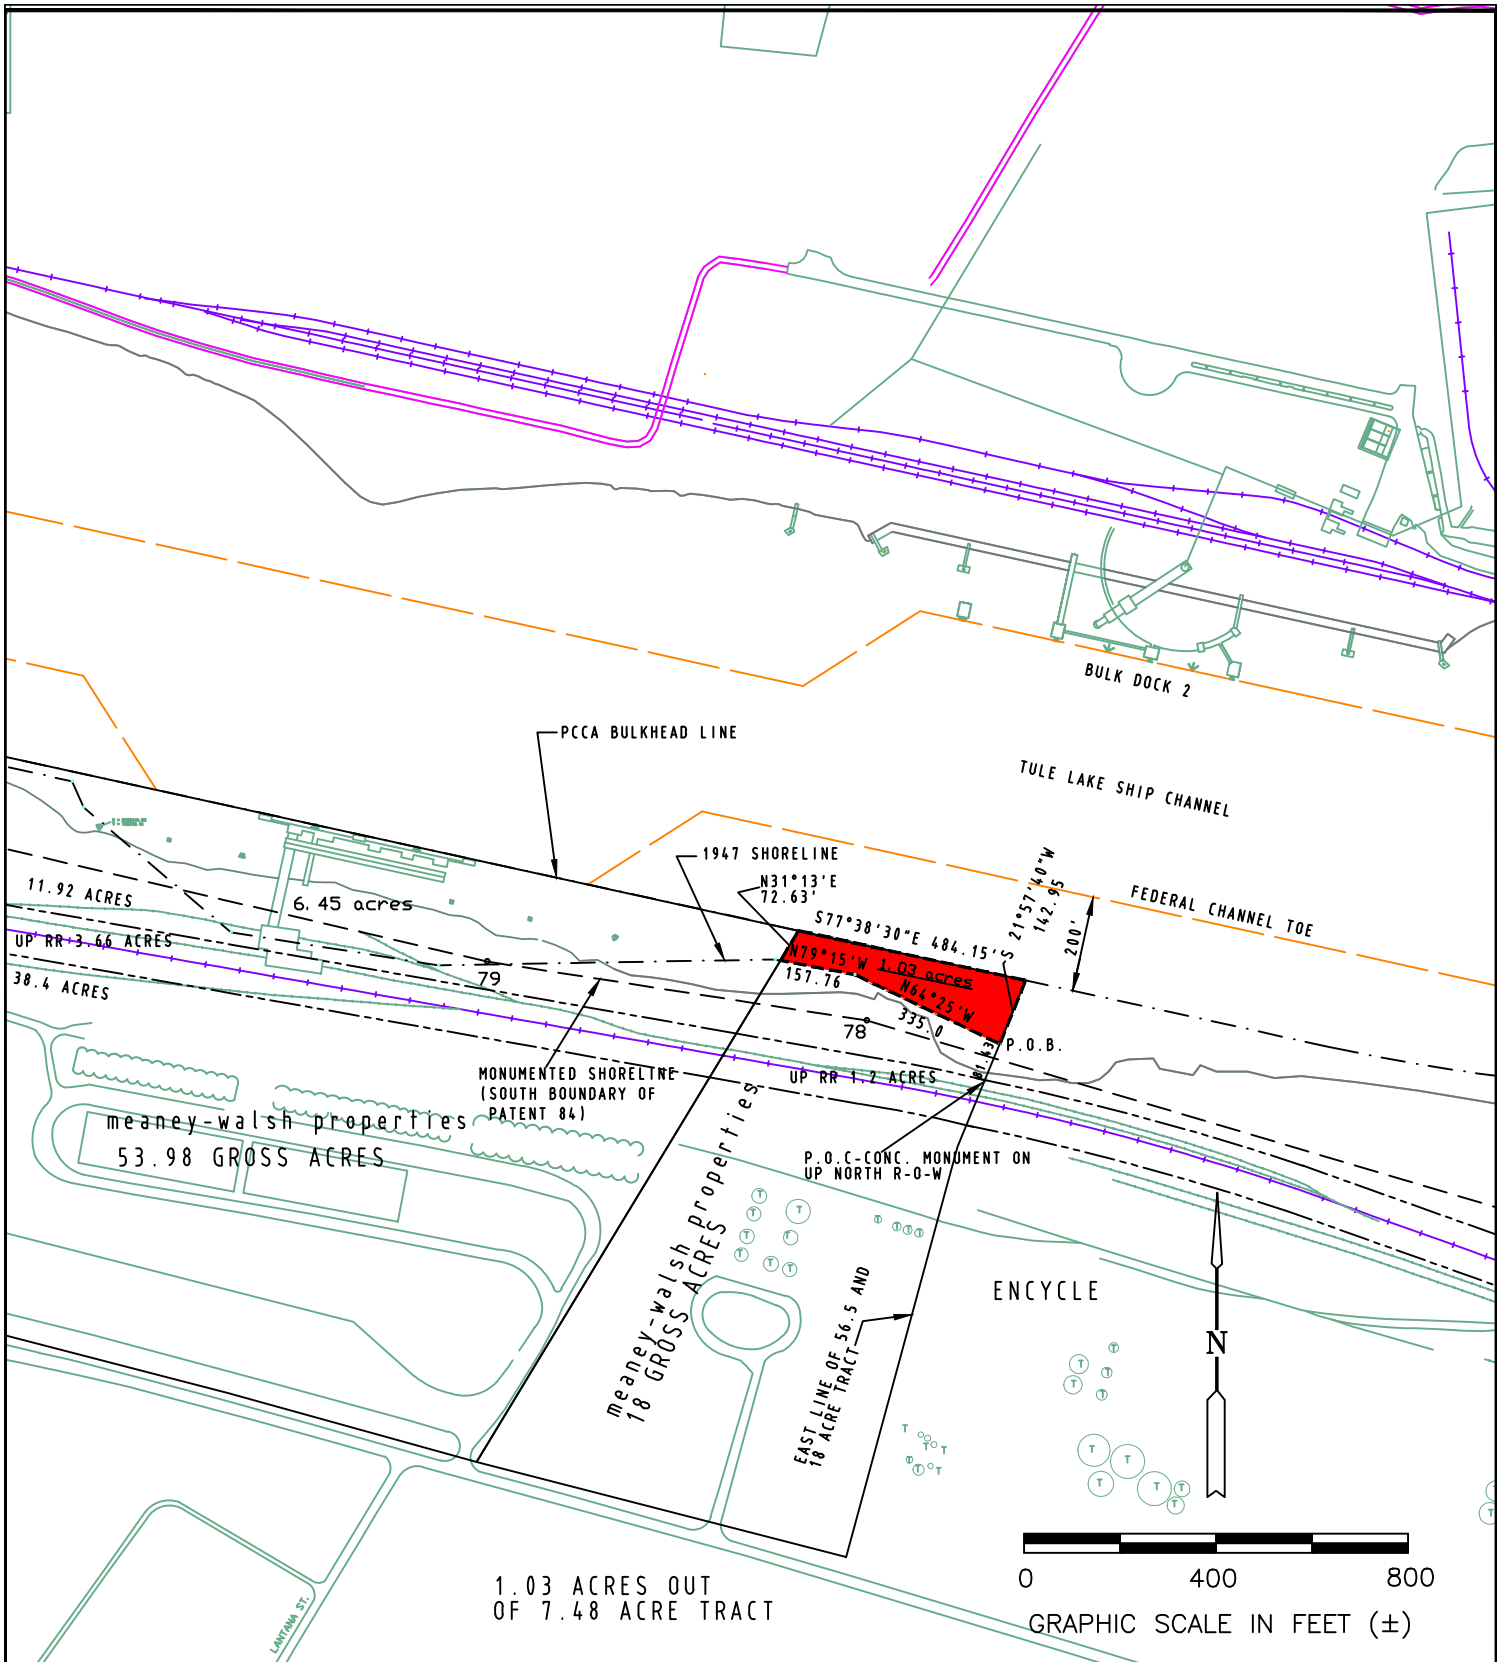 BULK DOCK 2
PCCA BULKHEAD LINE
TULE LAKE SHIP CHANNEL
1947 SHORELINE
N31°13'E
72.63'
S77°38'30"E 484.15'
S 21°57'40"W
142.95
200'
FEDERAL CHANNEL TOE
11.92 ACRES
6.45 acres
UP RR 3.66 ACRES
38.4 ACRES
79
N79°15'W
157.76
1.03 acres
N64°25'W
335.0
78
P.O.B.
81.43
MONUMENTED SHORELINE
(SOUTH BOUNDARY OF
PATENT 84)
UP RR 1.2 ACRES
meaney-walsh properties
53.98 GROSS ACRES
P.O.C-CONC. MONUMENT ON
UP NORTH R-O-W
meaney-walsh properties
18 GROSS ACRES
EAST LINE OF 56.5 AND
18 ACRE TRACT
ENCYCLE
N
LANTANA ST.
1.03 ACRES OUT
OF 7.48 ACRE TRACT
0 400 800
GRAPHIC SCALE IN FEET (±)